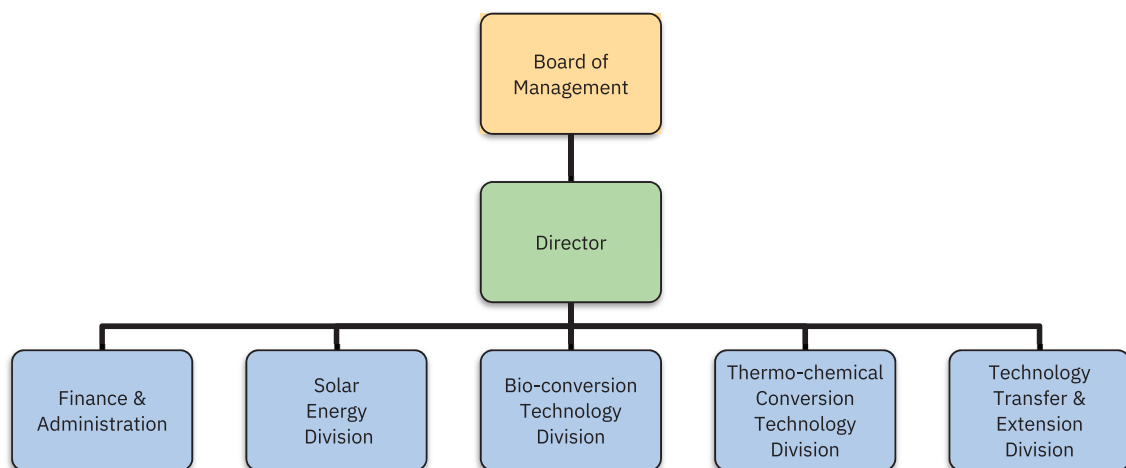 Board of
Management
Director
Finance &
Administration
Solar
Energy
Division
Bio-conversion
Technology
Division
Thermo-chemical
Conversion
Technology
Division
Technology
Transfer &
Extension
Division